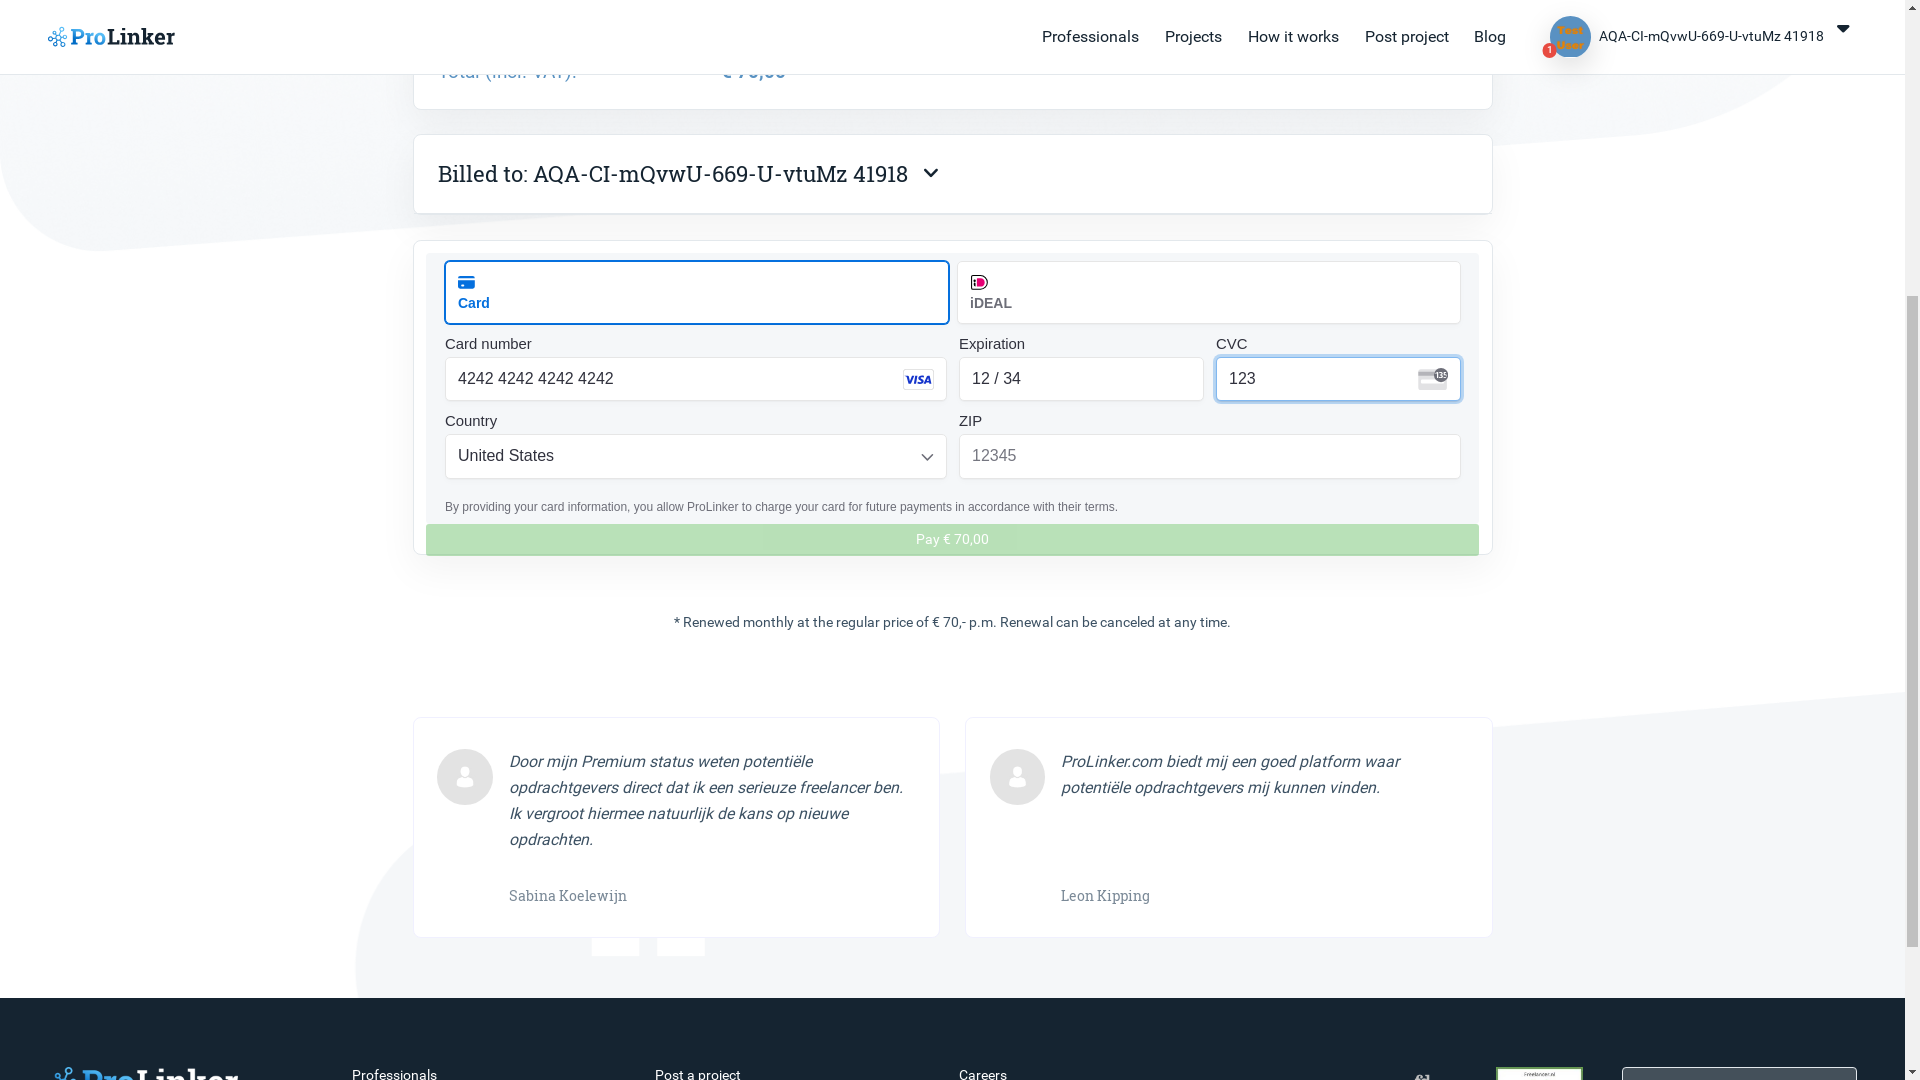 ProLinker
Professionals
Projects
How it works
Post project
Blog
Test
User
1
AQA-CI-mQvwU-669-U-vtuMz 41918
Total (incl. VAT):
€ 70,00
Billed to: AQA-CI-mQvwU-669-U-vtuMz 41918
Card
iDEAL
Card number
Expiration
CVC
4242 4242 4242 4242
VISA
12 / 34
123
135
Country
ZIP
United States
12345
By providing your card information, you allow ProLinker to charge your card for future payments in accordance with their terms.
Pay € 70,00
* Renewed monthly at the regular price of € 70,- p.m. Renewal can be canceled at any time.
Door mijn Premium status weten potentiële
opdrachtgevers direct dat ik een serieuze freelancer ben.
Ik vergroot hiermee natuurlijk de kans op nieuwe
opdrachten.
Sabina Koelewijn
ProLinker.com biedt mij een goed platform waar
potentiële opdrachtgevers mij kunnen vinden.
Leon Kipping
ProLinker
Professionals
Post a project
Careers
Freelancer.nl